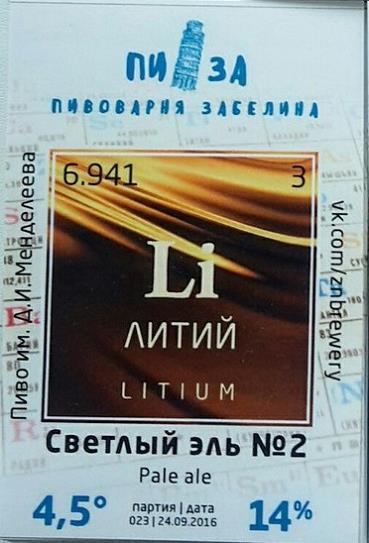 ПИ ЗА
ПИВОВАРНЯ ЗАБЕЛИНА
Пиво им. Д.И. Менделеева
6.941 3
Li
ЛИТИЙ
LITIUM
vk.com/zabrewery
Светлый эль №2
Pale ale
4,5° партия | дата 14%
023 | 24.09.2016